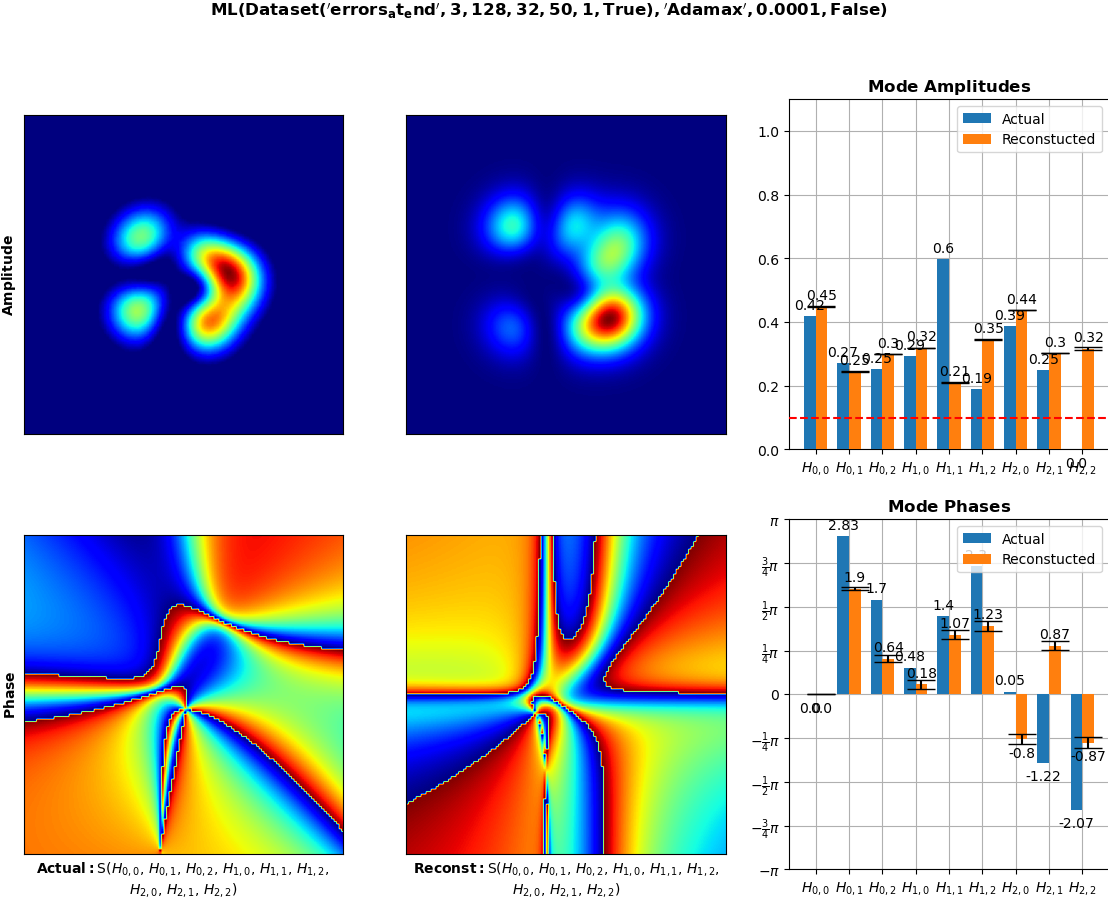 ML(Dataset('errors_at_end', 3, 128, 32, 50, 1, True), 'Adamax', 0.0001, False)
Amplitude
Mode Amplitudes
Actual
Reconstucted
1.0
0.8
0.6
0.4
0.2
0.0
0.42
0.45
0.27
0.25
0.25
0.3
0.29
0.32
0.6
0.21
0.19
0.35
0.39
0.44
0.25
0.3
0.0
0.32
H0,0 H0,1 H0,2 H1,0 H1,1 H1,2 H2,0 H2,1 H2,2
Phase
Mode Phases
Actual
Reconstucted
π
3/4π
1/2π
1/4π
0
−1/4π
−1/2π
−3/4π
−π
0.0
0.0
2.83
1.9
1.7
0.64
0.48
0.18
1.4
1.07
1.23
0.05
-0.8
-1.22
0.87
-2.07
-0.87
H0,0 H0,1 H0,2 H1,0 H1,1 H1,2 H2,0 H2,1 H2,2
Actual: S(H0,0, H0,1, H0,2, H1,0, H1,1, H1,2,
H2,0, H2,1, H2,2)
Reconst: S(H0,0, H0,1, H0,2, H1,0, H1,1, H1,2,
H2,0, H2,1, H2,2)